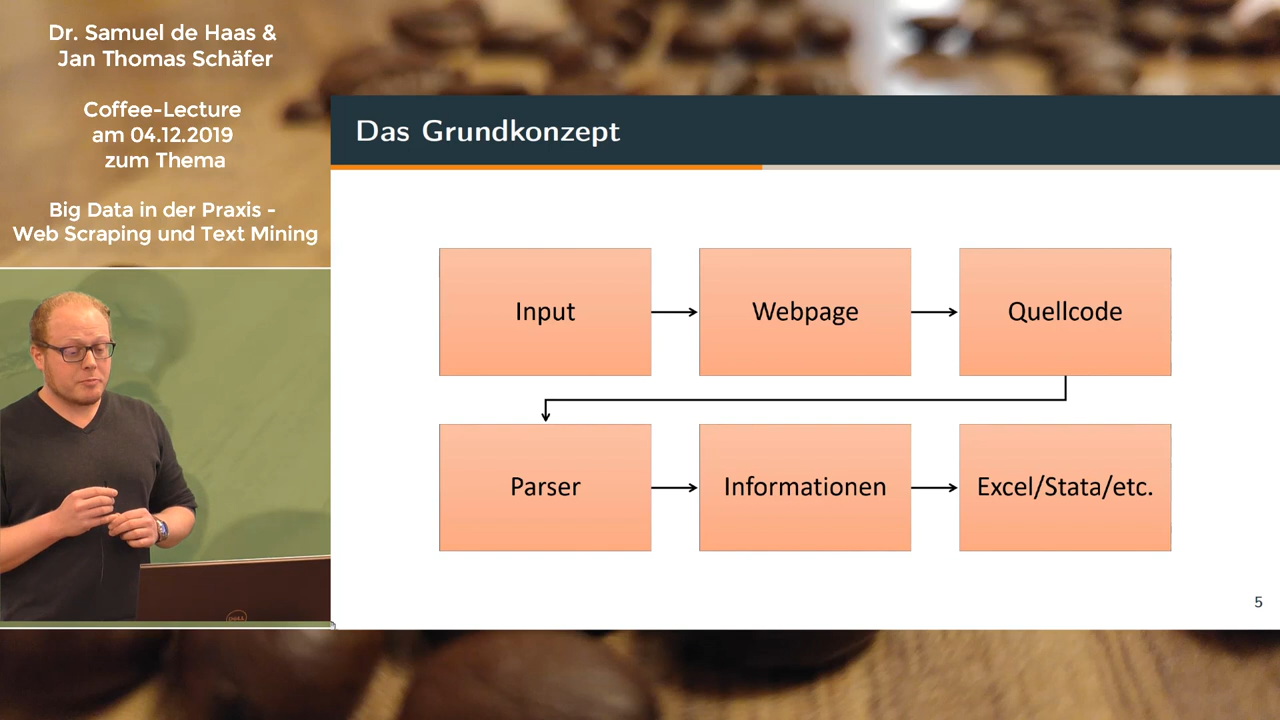 Dr. Samuel de Haas &
Jan Thomas Schäfer
Coffee-Lecture
am 04.12.2019
zum Thema
Big Data in der Praxis -
Web Scraping und Text Mining
Das Grundkonzept
Input
Webpage
Quellcode
Parser
Informationen
Excel/Stata/etc.
5
DELL